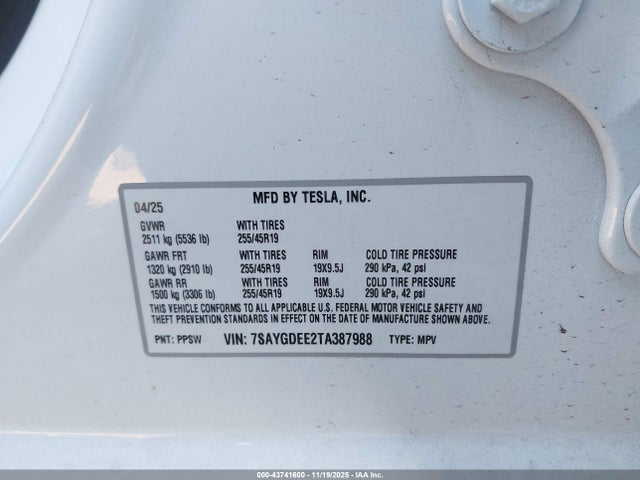 MFD BY TESLA, INC.
04/25
GVWR WITH TIRES
2511 kg (5536 lb) 255/45R19
GAWR FRT WITH TIRES RIM COLD TIRE PRESSURE
1320 kg (2910 lb) 255/45R19 19X9.5J 290 kPa, 42 psi
GAWR RR WITH TIRES RIM COLD TIRE PRESSURE
1500 kg (3306 lb) 255/45R19 19X9.5J 290 kPa, 42 psi
THIS VEHICLE CONFORMS TO ALL APPLICABLE U.S. FEDERAL MOTOR VEHICLE SAFETY AND
THEFT PREVENTION STANDARDS IN EFFECT ON THE DATE OF MANUFACTURE SHOWN ABOVE.
PNT: PPSW VIN: 7SAYGDEE2TA387988 TYPE: MPV
000-43741600 - 11/19/2025 - IAA Inc.